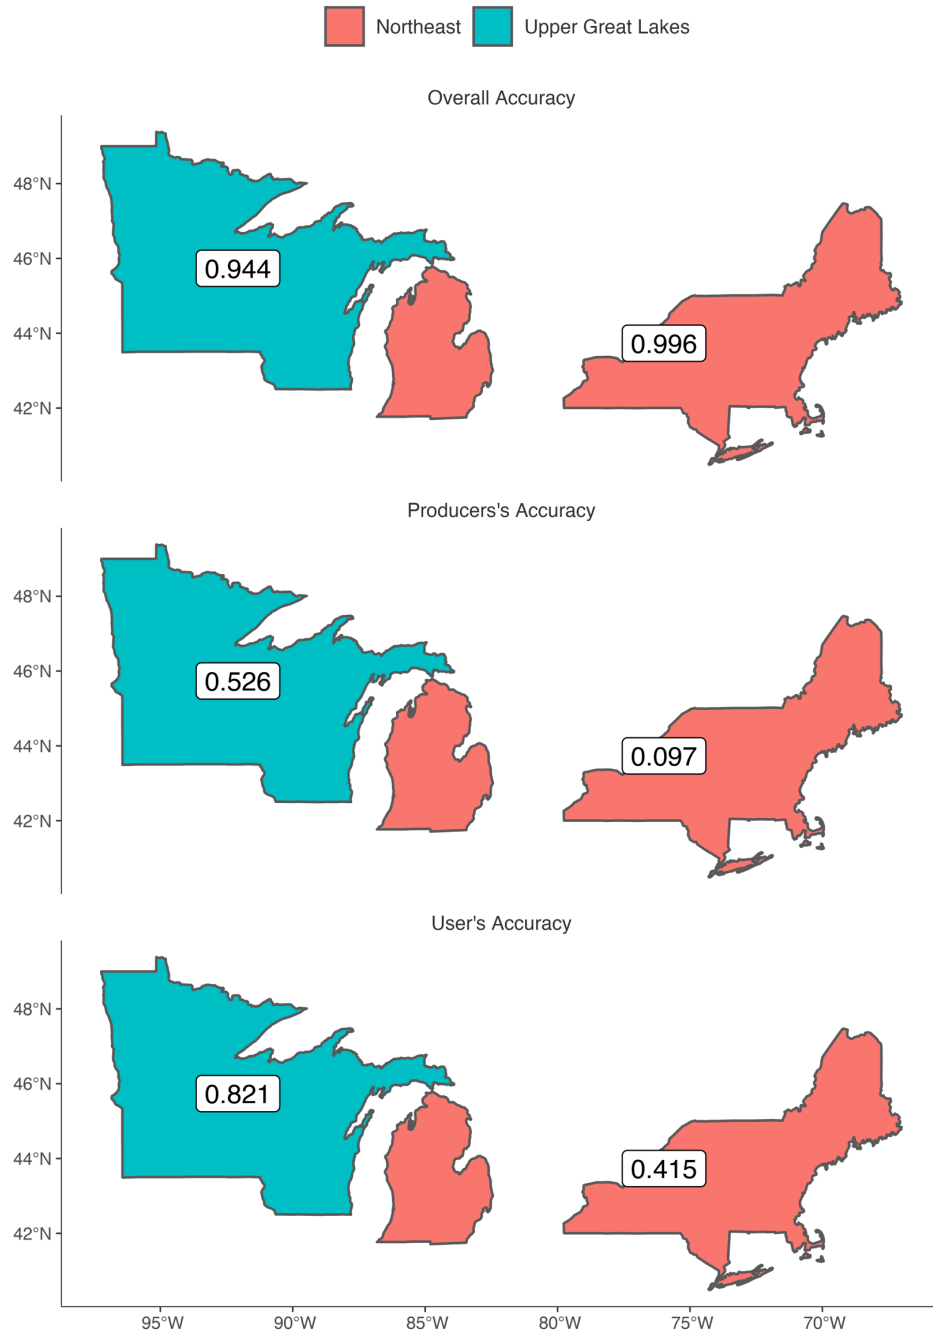 Northeast Upper Great Lakes
Overall Accuracy
48°N
46°N
0.944
44°N
0.996
42°N
Producers's Accuracy
48°N
46°N
0.526
44°N
0.097
42°N
User's Accuracy
48°N
46°N
0.821
44°N
0.415
42°N
95°W 90°W 85°W 80°W 75°W 70°W